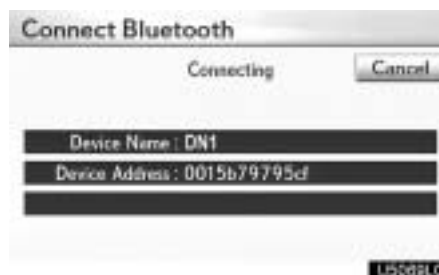 Connect Bluetooth
Connecting
Cancel
Device Name : DN1
Device Address : 0015b79795cf